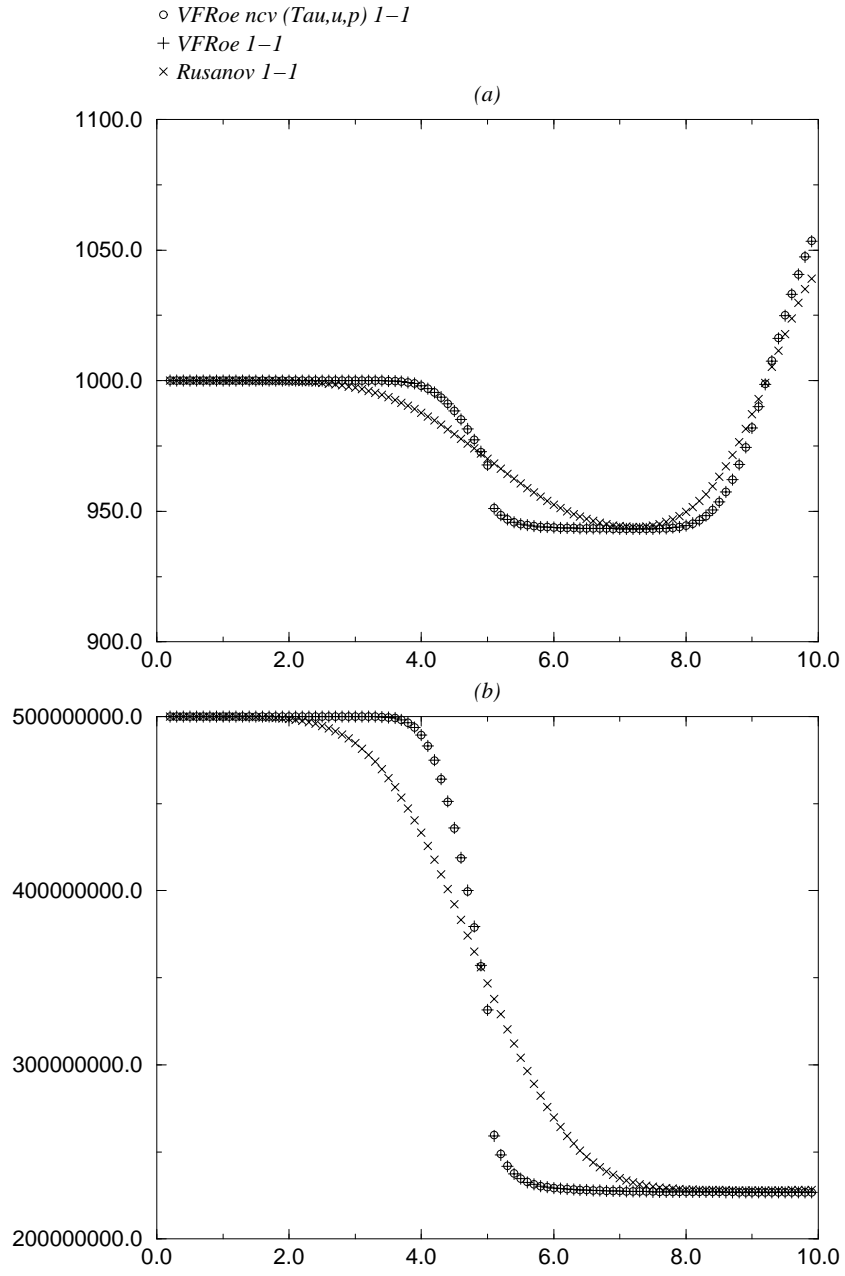 VFRoe ncv (Tau,u,p) 1−1
VFRoe 1−1
Rusanov 1−1
(a)
1100.0
1050.0
1000.0
950.0
900.0
0.0 2.0 4.0 6.0 8.0 10.0
(b)
500000000.0
400000000.0
300000000.0
200000000.0
0.0 2.0 4.0 6.0 8.0 10.0